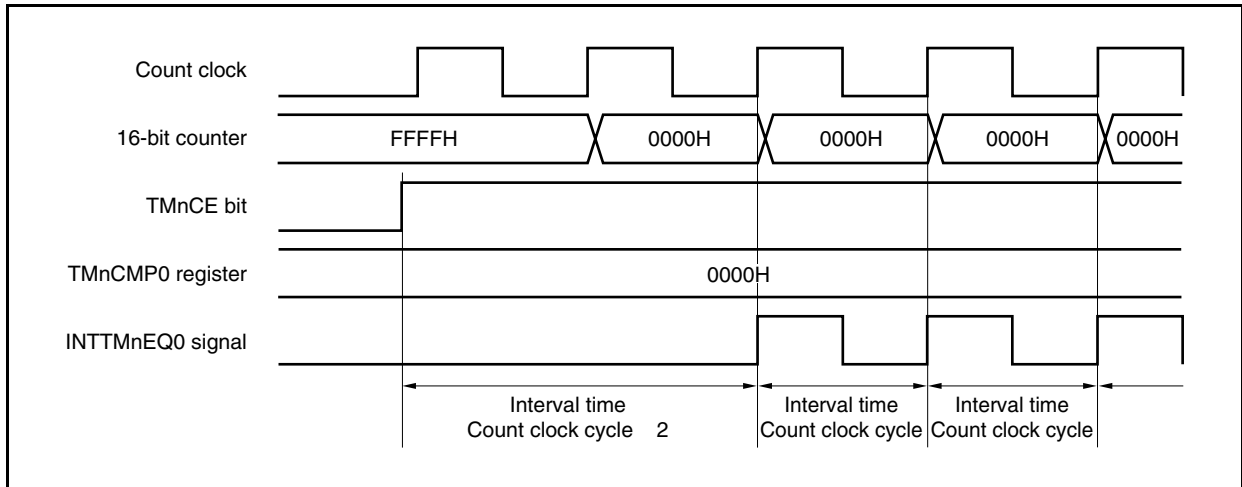 Count clock
16-bit counter
FFFFH
0000H
0000H
0000H
0000H
TMnCE bit
TMnCMP0 register
0000H
INTTMnEQ0 signal
Interval time
Count clock cycle 2
Interval time
Count clock cycle
Interval time
Count clock cycle